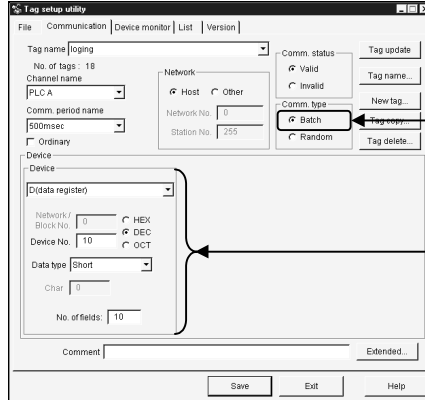 Tag setup utility
File Communication Device monitor List Version
Tag name loging
No. of tags : 18
Channel name
PLC A
Comm. period name
500msec
Ordinary
Network
Host Other
Network No. 0
Station No. 255
Comm. status
Valid
Invalid
Comm. type
Batch
Random
Tag update
Tag name...
New tag...
Tag copy...
Tag delete...
Device
Device
D(data register)
Network/
Block No. 0
HEX
DEC
OCT
Device No. 10
Data type Short
Char 0
No. of fields: 10
Comment
Extended...
Save Exit Help